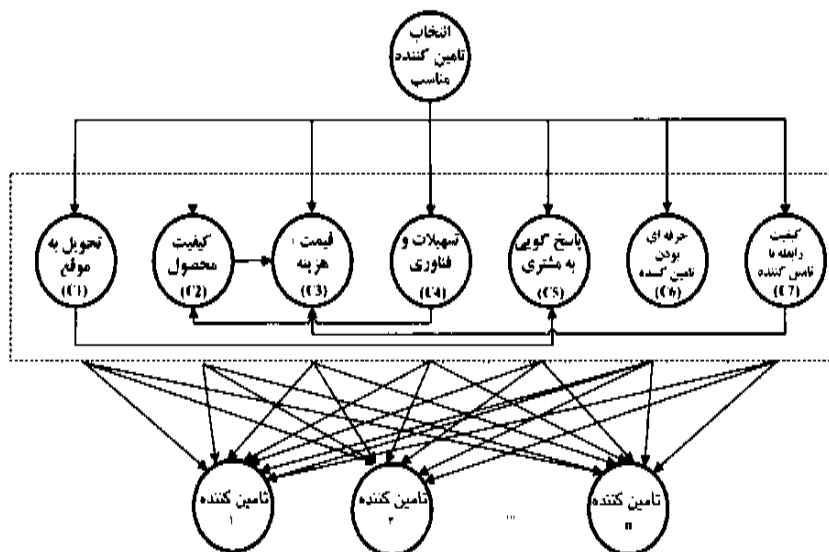 انتخاب
تامین کننده
مناسب
تحویل به
موقع
(C1)
کیفیت
محصول
(C2)
قیمت
هزینه
(C3)
تسهیلات و
فناوری
(C4)
پاسخ گویی
به مشتری
(C5)
حرفه ای
بودن
تامین کننده
(C6)
کیفیت
رابطه با
تامین کننده
(C7)
تامین کننده
۱
تامین کننده
۲
...
تامین کننده
n